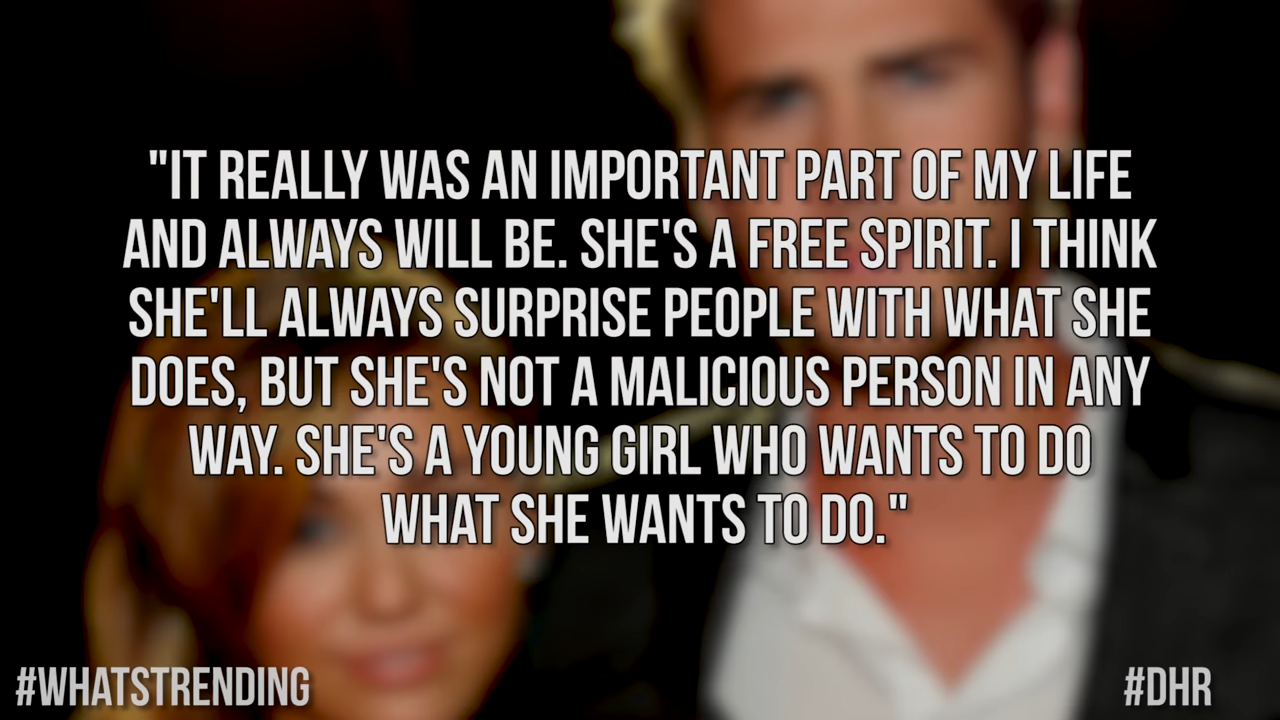 "IT REALLY WAS AN IMPORTANT PART OF MY LIFE
AND ALWAYS WILL BE. SHE'S A FREE SPIRIT. I THINK
SHE'LL ALWAYS SURPRISE PEOPLE WITH WHAT SHE
DOES, BUT SHE'S NOT A MALICIOUS PERSON IN ANY
WAY. SHE'S A YOUNG GIRL WHO WANTS TO DO
WHAT SHE WANTS TO DO."
#WHATSTRENDING
#DHR